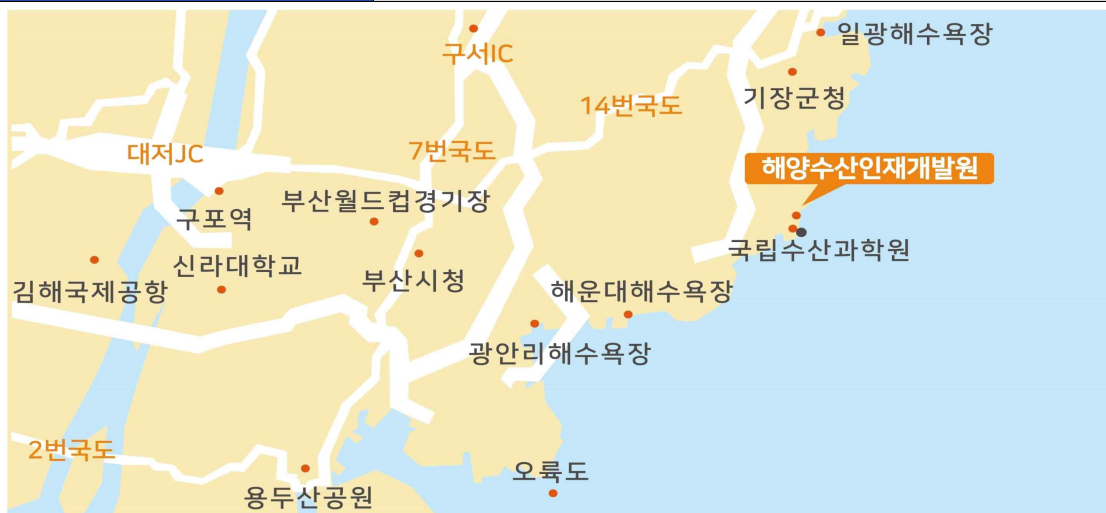 일광해수욕장
구서IC
기장군청
14번국도
대저JC
7번국도
해양수산인재개발원
구포역
부산월드컵경기장
국립수산과학원
신라대학교
부산시청
김해국제공항
해운대해수욕장
광안리해수욕장
2번국도
오륙도
용두산공원